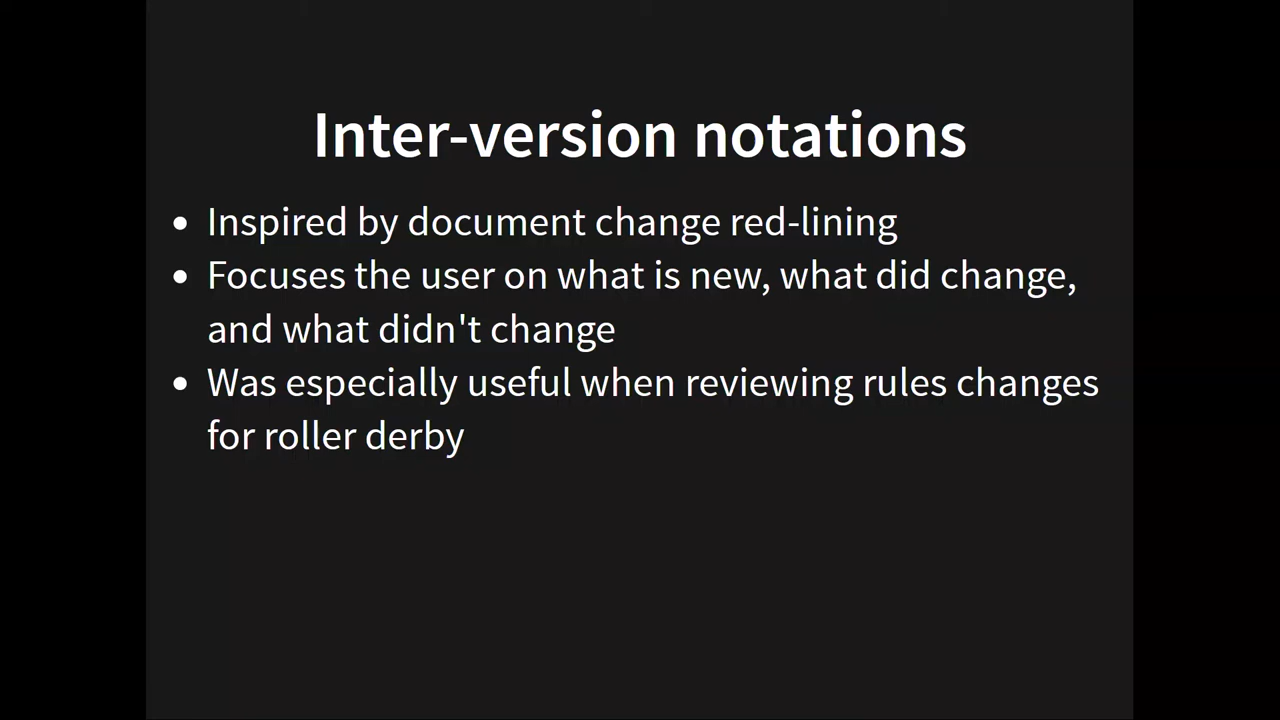 Inter-version notations
• Inspired by document change red-lining
• Focuses the user on what is new, what did change,
and what didn't change
• Was especially useful when reviewing rules changes
for roller derby